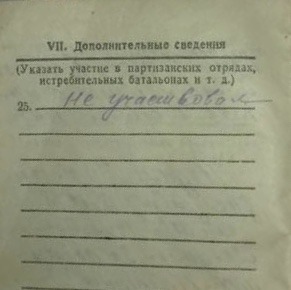 VII. Дополнительные сведения
(Указать участие в партизанских отрядах,
истребительных батальонах и т. д.)
25. Не участвовал